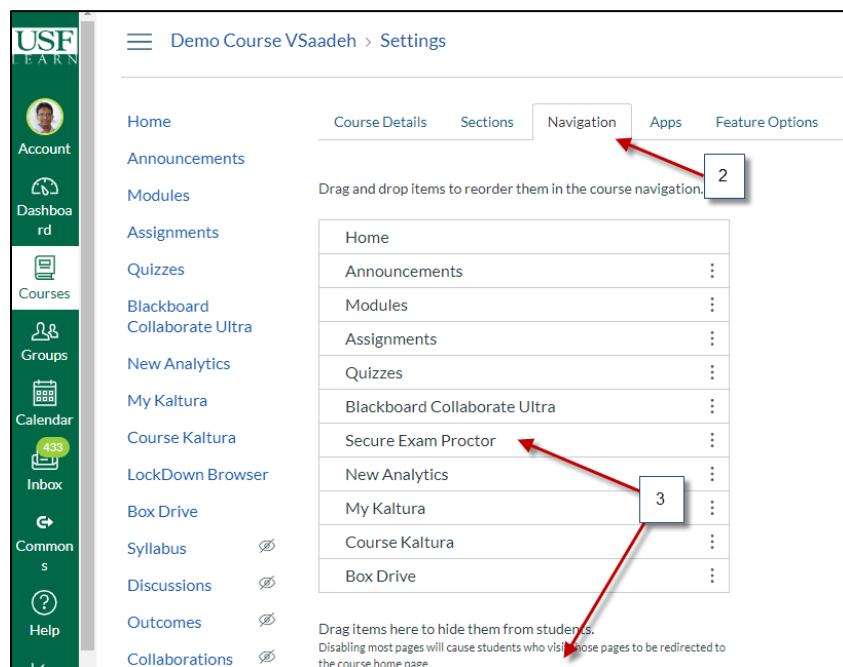 USF
LEARN
Account
Dashboa
rd
Courses
Groups
Calendar
433
Inbox
Common
s
Help
Demo Course VSaadeh > Settings
Home
Announcements
Modules
Assignments
Quizzes
Blackboard
Collaborate Ultra
New Analytics
My Kaltura
Course Kaltura
LockDown Browser
Box Drive
Syllabus
Discussions
Outcomes
Collaborations
Course Details Sections Navigation Apps Feature Options
2
Drag and drop items to reorder them in the course navigation.
Home
Announcements
Modules
Assignments
Quizzes
Blackboard Collaborate Ultra
Secure Exam Proctor
New Analytics
3
My Kaltura
Course Kaltura
Box Drive
Drag items here to hide them from students.
Disabling most pages will cause students who visit those pages to be redirected to
the course home page.